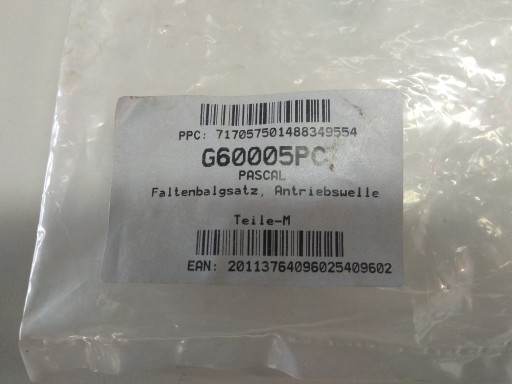 PPC: 717057501488349554
G60005PC
PASCAL
Faltenbalgsatz, Antriebswelle
Teile-M
EAN: 20113764096025409602